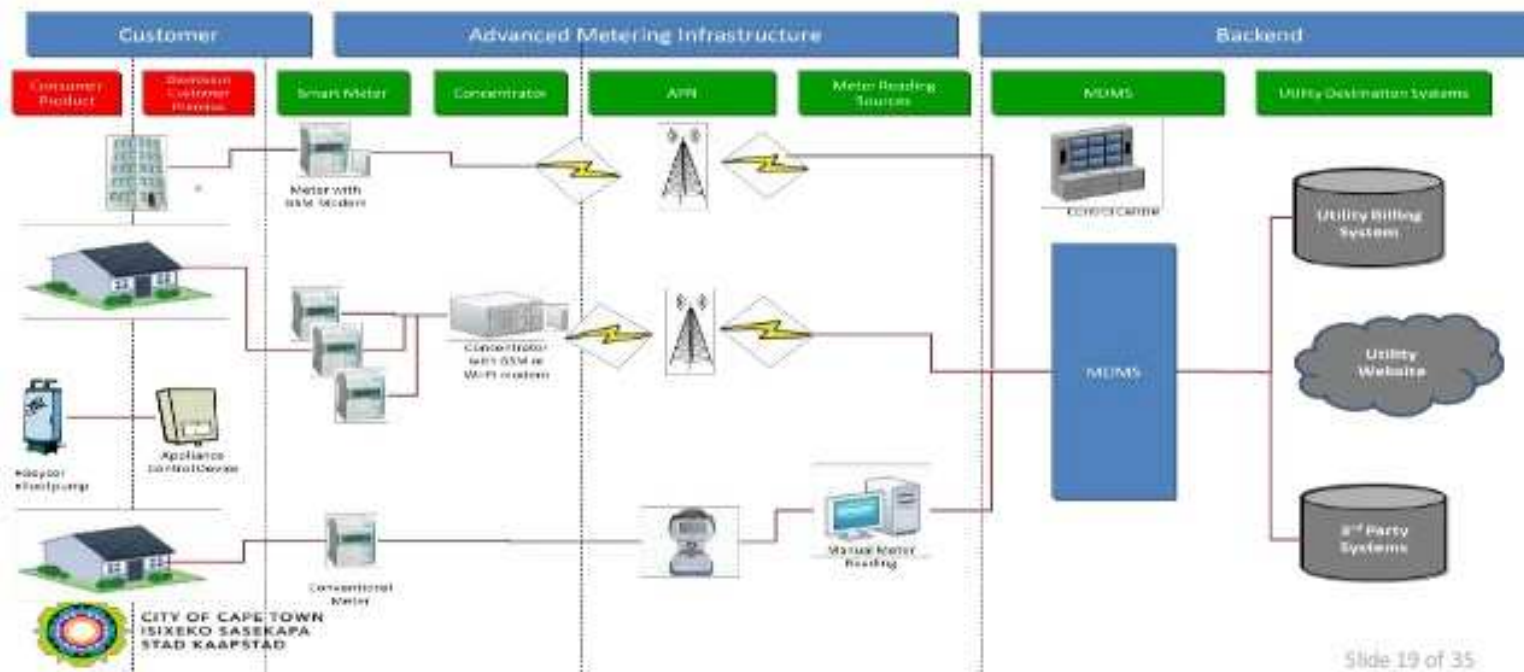 Customer
Advanced Metering Infrastructure
Backend
Consumer
Product
Customer
Smart Meter
Concentrator
APN
Meter Reading
Sources
MDMS
Utility Destination Systems
Meter with
GSM Modem
Control Centre
Utility Billing
System
Concentrator
with GSM or
Wi-Fi modem
MDMS
Utility
Website
Appliance
Control Device
Conventional
Meter
Manual Meter
Reading
3rd Party
Systems
CITY OF CAPE TOWN
ISIXEKO SASEKAPA
STAD KAAPSTAD
Slide 19 of 35